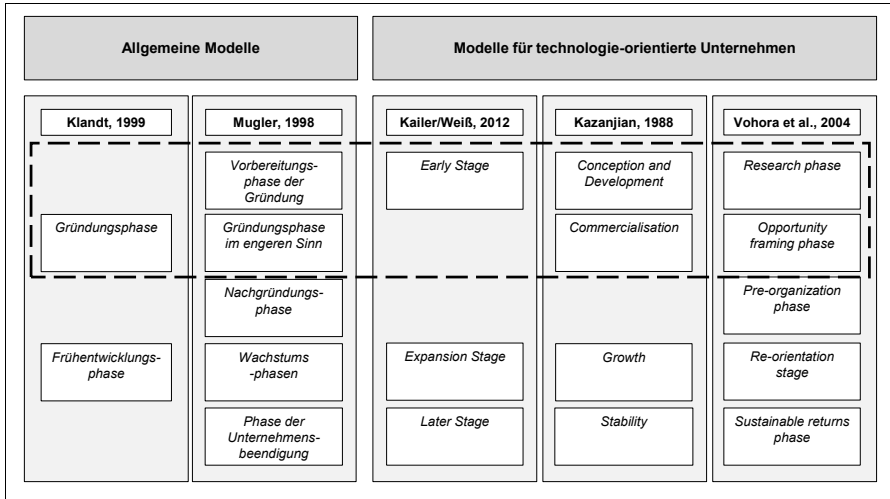 Allgemeine Modelle
Modelle für technologie-orientierte Unternehmen
Klandt, 1999
Mugler, 1998
Kailer/Weiß, 2012
Kazanjian, 1988
Vohora et al., 2004
Vorbereitungs-
phase der
Gründung
Early Stage
Conception and
Development
Research phase
Gründungsphase
Gründungsphase
im engeren Sinn
Commercialisation
Opportunity
framing phase
Nachgründungs-
phase
Pre-organization
phase
Frühentwicklungs-
phase
Wachstums
-phasen
Expansion Stage
Growth
Re-orientation
stage
Phase der
Unternehmens-
beendigung
Later Stage
Stability
Sustainable returns
phase